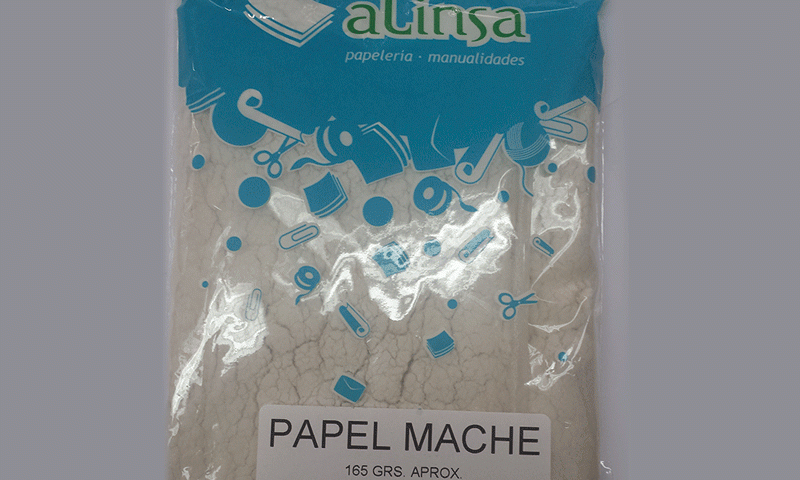 alinsa
papeleria · manualidades
PAPEL MACHE
165 GRS. APROX.